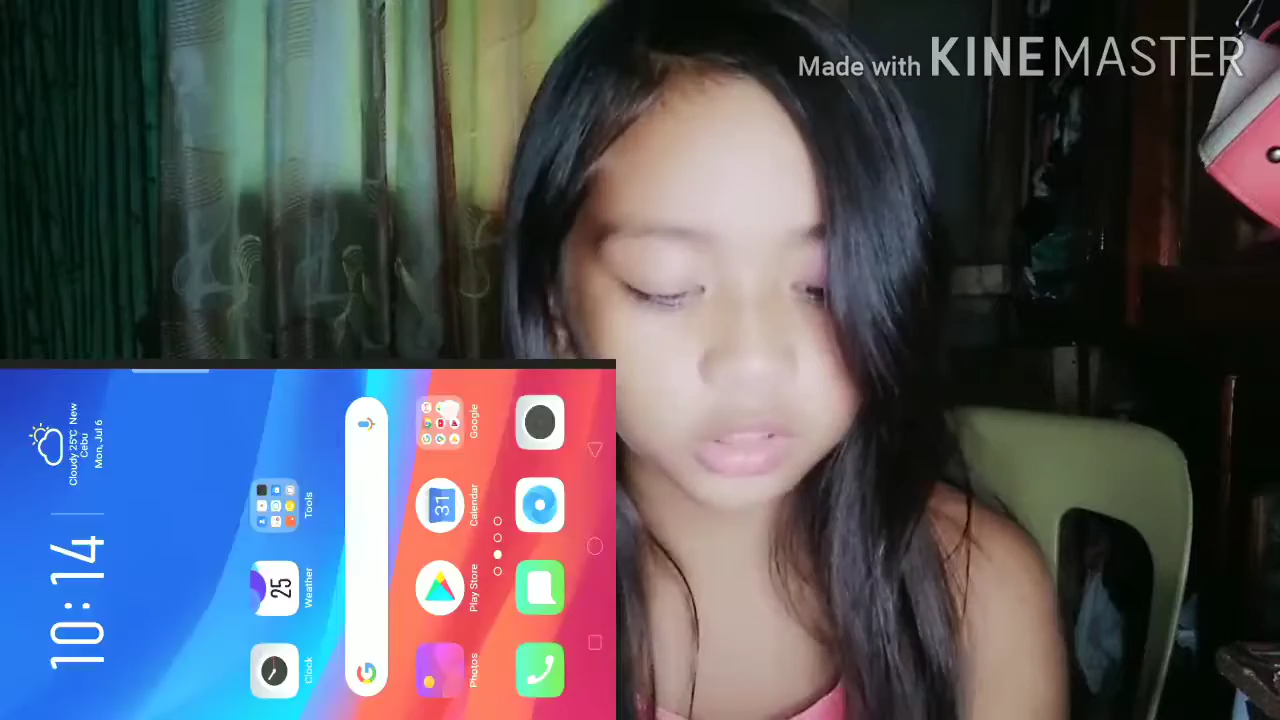 Made with KINEMASTER
10:14
Cloudy 25°C New
Cebu
Mon, Jul 6
Clock
25
Weather
Tools
Photos
Play Store
31
Calendar
Google